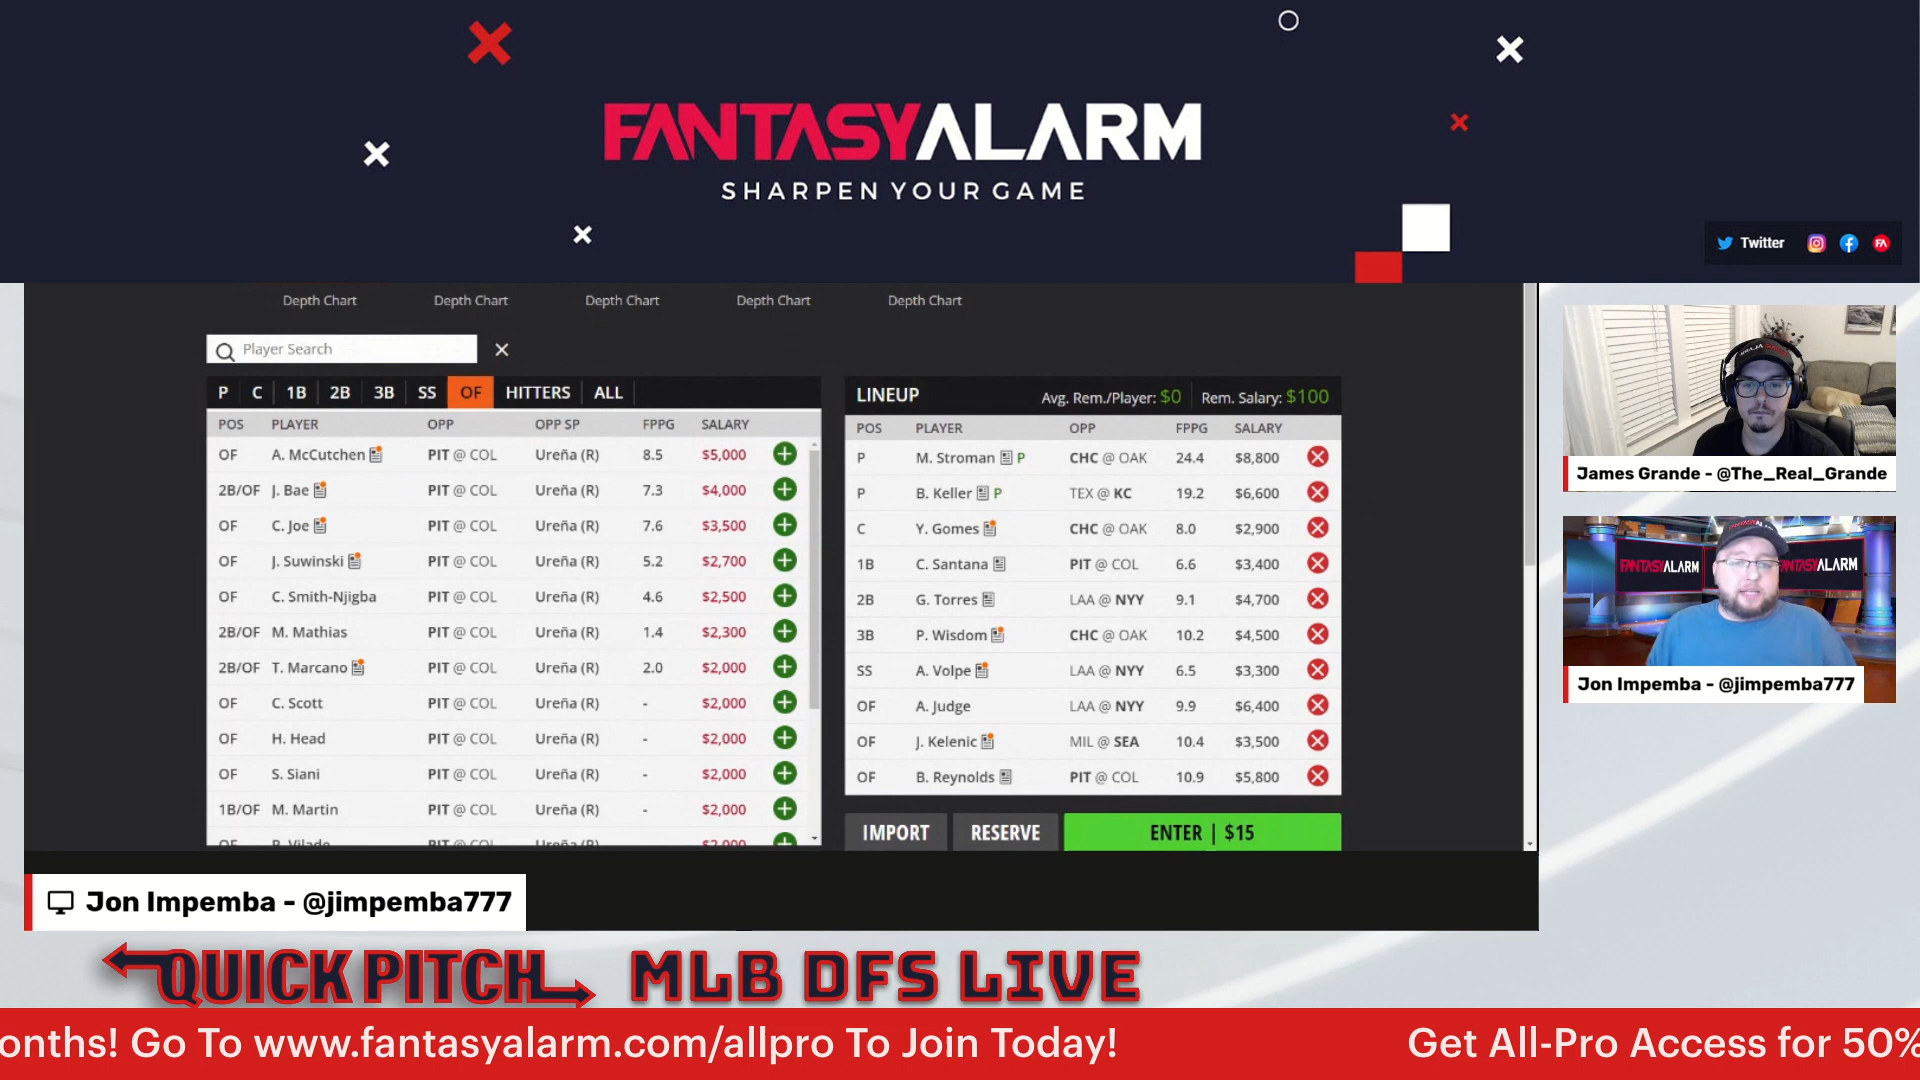 FANTASYALARM
SHARPEN YOUR GAME
Twitter
FA
Depth Chart Depth Chart Depth Chart Depth Chart Depth Chart
Player Search
P C 1B 2B 3B SS OF HITTERS ALL
POS PLAYER OPP OPP SP FPPG SALARY
OF A. McCutchen PIT @ COL Ureña (R) 8.5 $5,000
2B/OF J. Bae PIT @ COL Ureña (R) 7.3 $4,000
OF C. Joe PIT @ COL Ureña (R) 7.6 $3,500
OF J. Suwinski PIT @ COL Ureña (R) 5.2 $2,700
OF C. Smith-Njigba PIT @ COL Ureña (R) 4.6 $2,500
2B/OF M. Mathias PIT @ COL Ureña (R) 1.4 $2,300
2B/OF T. Marcano PIT @ COL Ureña (R) 2.0 $2,000
OF C. Scott PIT @ COL Ureña (R) - $2,000
OF H. Head PIT @ COL Ureña (R) - $2,000
OF S. Siani PIT @ COL Ureña (R) - $2,000
1B/OF M. Martin PIT @ COL Ureña (R) - $2,000
LINEUP Avg. Rem./Player: $0 Rem. Salary: $100
POS PLAYER OPP FPPG SALARY
P M. Stroman P CHC @ OAK 24.4 $8,800
P B. Keller P TEX @ KC 19.2 $6,600
C Y. Gomes CHC @ OAK 8.0 $2,900
1B C. Santana PIT @ COL 6.6 $3,400
2B G. Torres LAA @ NYY 9.1 $4,700
3B P. Wisdom CHC @ OAK 10.2 $4,500
SS A. Volpe LAA @ NYY 6.5 $3,300
OF A. Judge LAA @ NYY 9.9 $6,400
OF J. Kelenic MIL @ SEA 10.4 $3,500
OF B. Reynolds PIT @ COL 10.9 $5,800
IMPORT RESERVE ENTER | $15
James Grande - @The_Real_Grande
FANTASYALARM
Jon Impemba - @jimpemba777
Jon Impemba - @jimpemba777
QUICK PITCH MLB DFS LIVE
onths! Go To www.fantasyalarm.com/allpro To Join Today! Get All-Pro Access for 50%